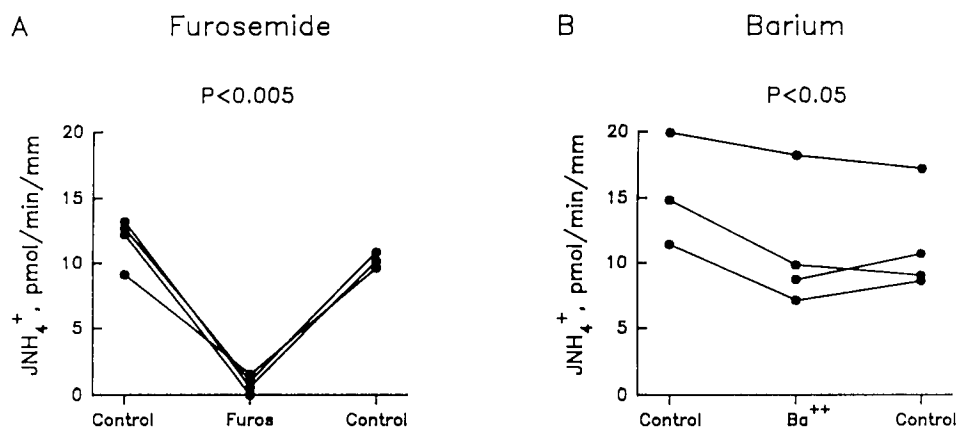 A Furosemide
P<0.005
JNH₄⁺, pmol/min/mm
20
15
10
5
0
Control Furos Control
B Barium
P<0.05
JNH₄⁺, pmol/min/mm
20
15
10
5
0
Control Ba⁺⁺ Control